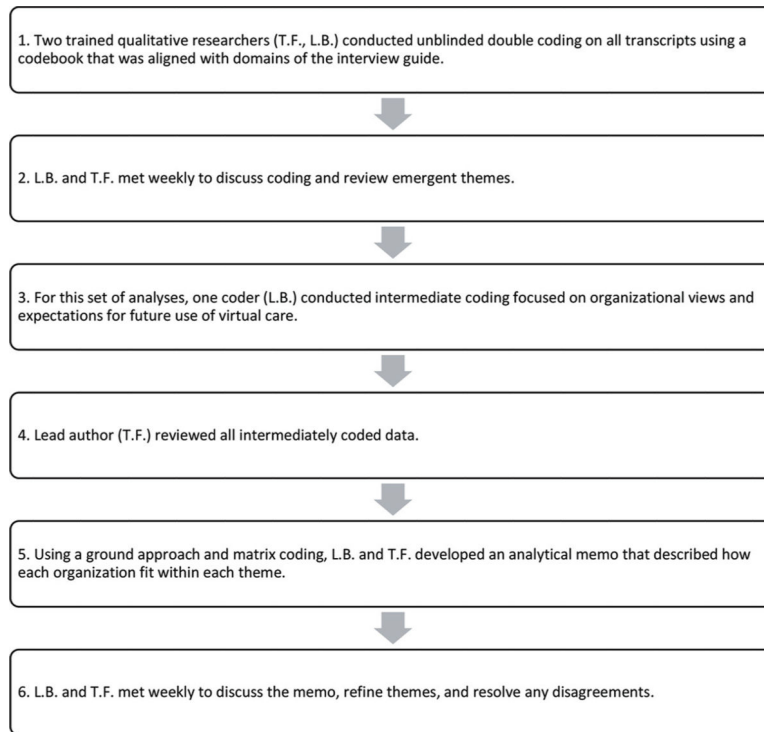 1. Two trained qualitative researchers (T.F., L.B.) conducted unblinded double coding on all transcripts using a
codebook that was aligned with domains of the interview guide.
2. L.B. and T.F. met weekly to discuss coding and review emergent themes.
3. For this set of analyses, one coder (L.B.) conducted intermediate coding focused on organizational views and
expectations for future use of virtual care.
4. Lead author (T.F.) reviewed all intermediately coded data.
5. Using a ground approach and matrix coding, L.B. and T.F. developed an analytical memo that described how
each organization fit within each theme.
6. L.B. and T.F. met weekly to discuss the memo, refine themes, and resolve any disagreements.